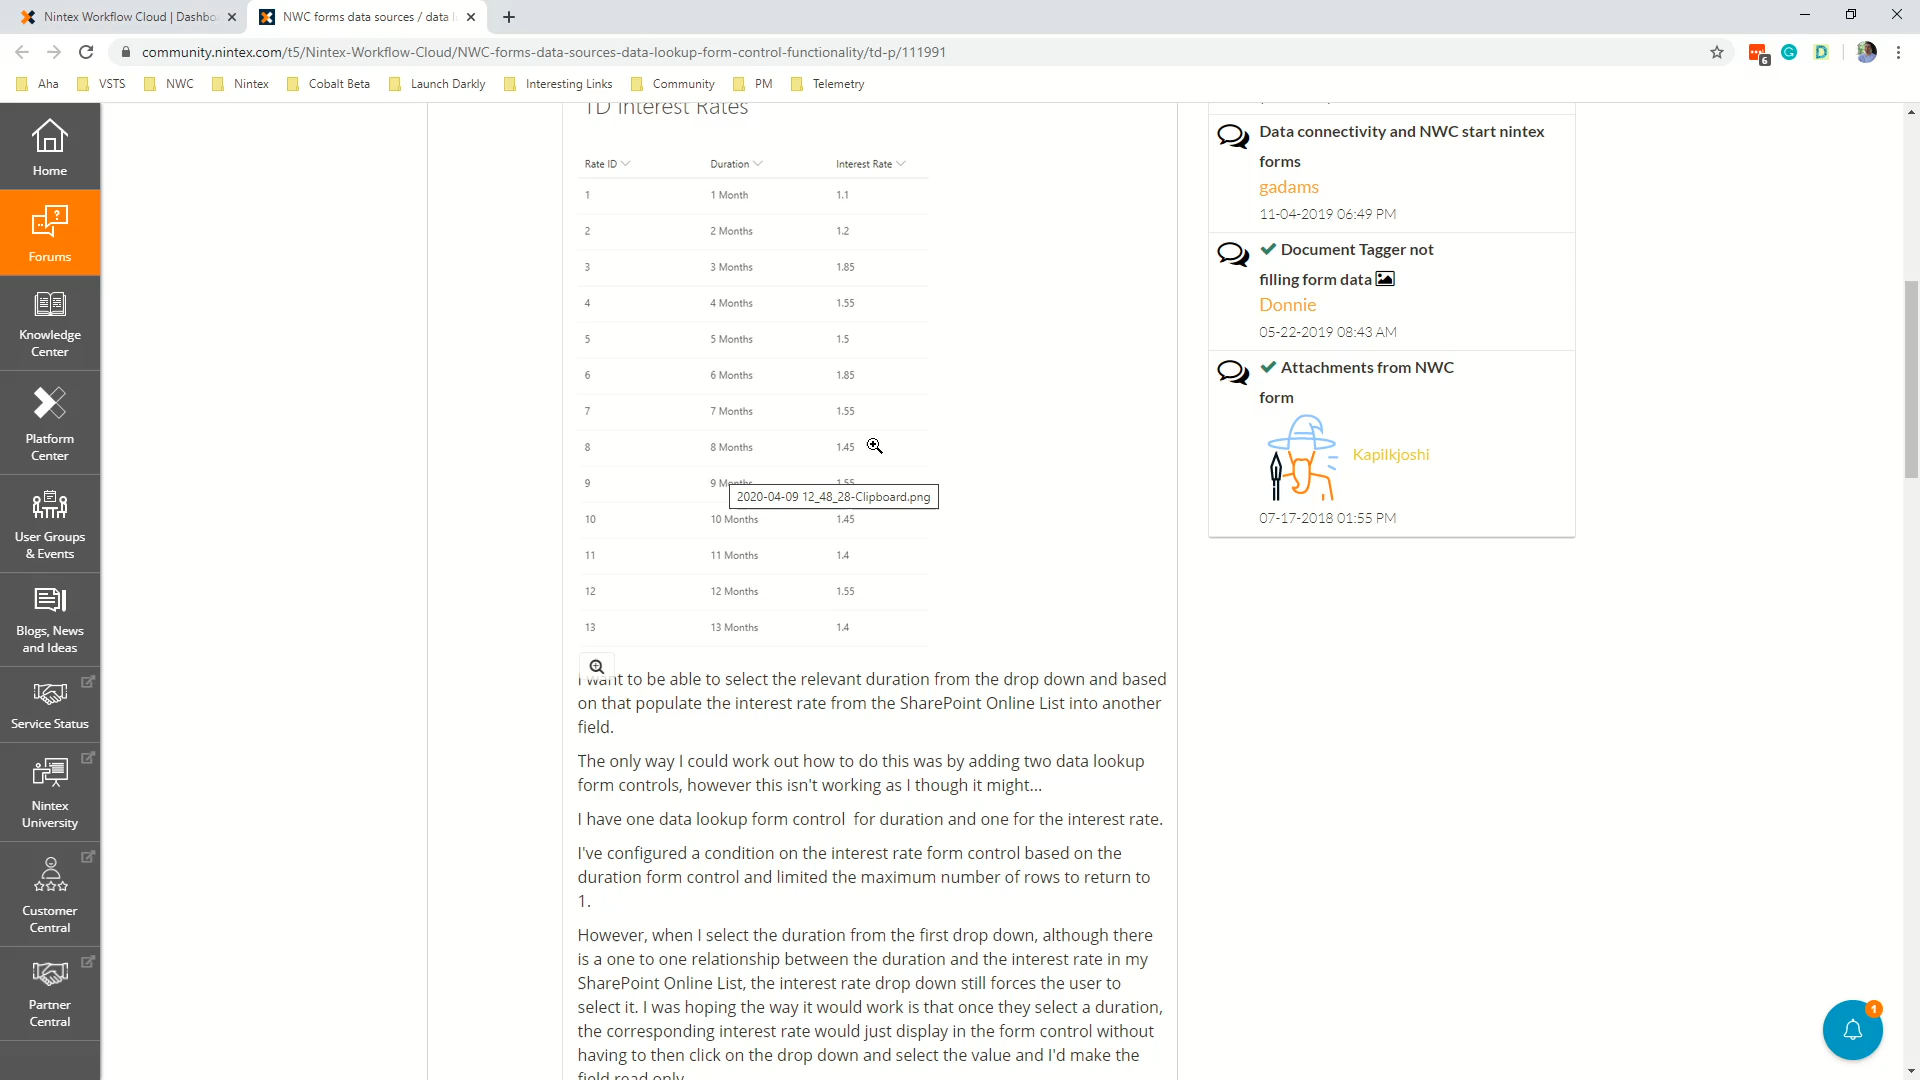 Nintex Workflow Cloud | Dashbo
NWC forms data sources / data l
community.nintex.com/t5/Nintex-Workflow-Cloud/NWC-forms-data-sources-data-lookup-form-control-functionality/td-p/111991
6
Aha
VSTS
NWC
Nintex
Cobalt Beta
Launch Darkly
Interesting Links
Community
PM
Telemetry
Home
Forums
Knowledge
Center
Platform
Center
User Groups
& Events
Blogs, News
and Ideas
Service Status
Nintex
University
Customer
Central
Partner
Central
TD Interest Rates
Rate ID Duration Interest Rate
1 1 Month 1.1
2 2 Months 1.2
3 3 Months 1.85
4 4 Months 1.55
5 5 Months 1.5
6 6 Months 1.85
7 7 Months 1.55
8 8 Months 1.45
9 9 Months 1.55
2020-04-09 12_48_28-Clipboard.png
10 10 Months 1.45
11 11 Months 1.4
12 12 Months 1.55
13 13 Months 1.4
I want to be able to select the relevant duration from the drop down and based
on that populate the interest rate from the SharePoint Online List into another
field.
The only way I could work out how to do this was by adding two data lookup
form controls, however this isn't working as I though it might...
I have one data lookup form control for duration and one for the interest rate.
I've configured a condition on the interest rate form control based on the
duration form control and limited the maximum number of rows to return to
1.
However, when I select the duration from the first drop down, although there
is a one to one relationship between the duration and the interest rate in my
SharePoint Online List, the interest rate drop down still forces the user to
select it. I was hoping the way it would work is that once they select a duration,
the corresponding interest rate would just display in the form control without
having to then click on the drop down and select the value and I'd make the
field read only
Data connectivity and NWC start nintex
forms
gadams
11-04-2019 06:49 PM
Document Tagger not
filling form data
Donnie
05-22-2019 08:43 AM
Attachments from NWC
form
Kapilkjoshi
07-17-2018 01:55 PM
1